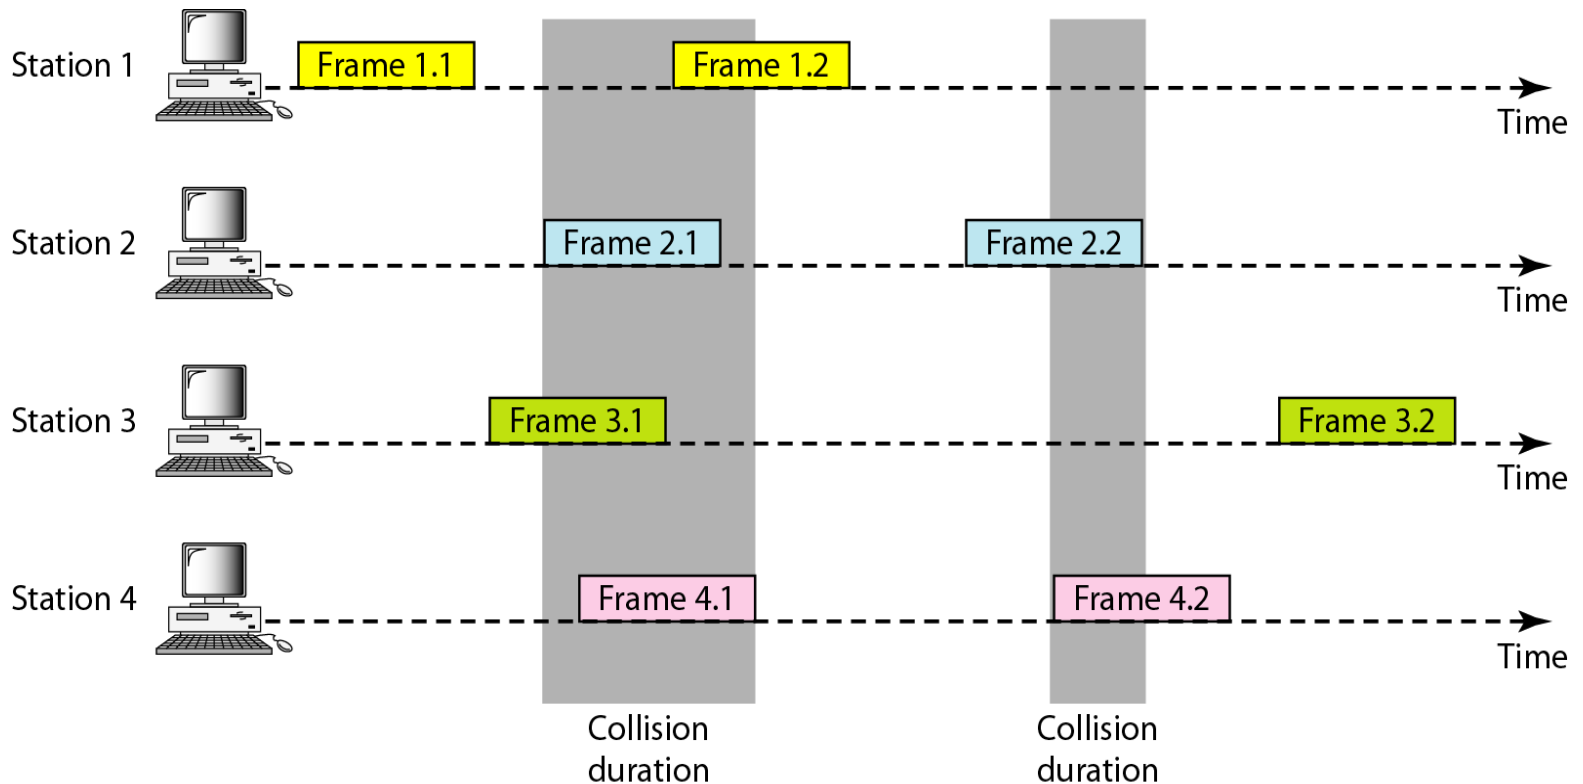 Station 1
Frame 1.1
Frame 1.2
Time
Station 2
Frame 2.1
Frame 2.2
Time
Station 3
Frame 3.1
Frame 3.2
Time
Station 4
Frame 4.1
Frame 4.2
Time
Collision
duration
Collision
duration